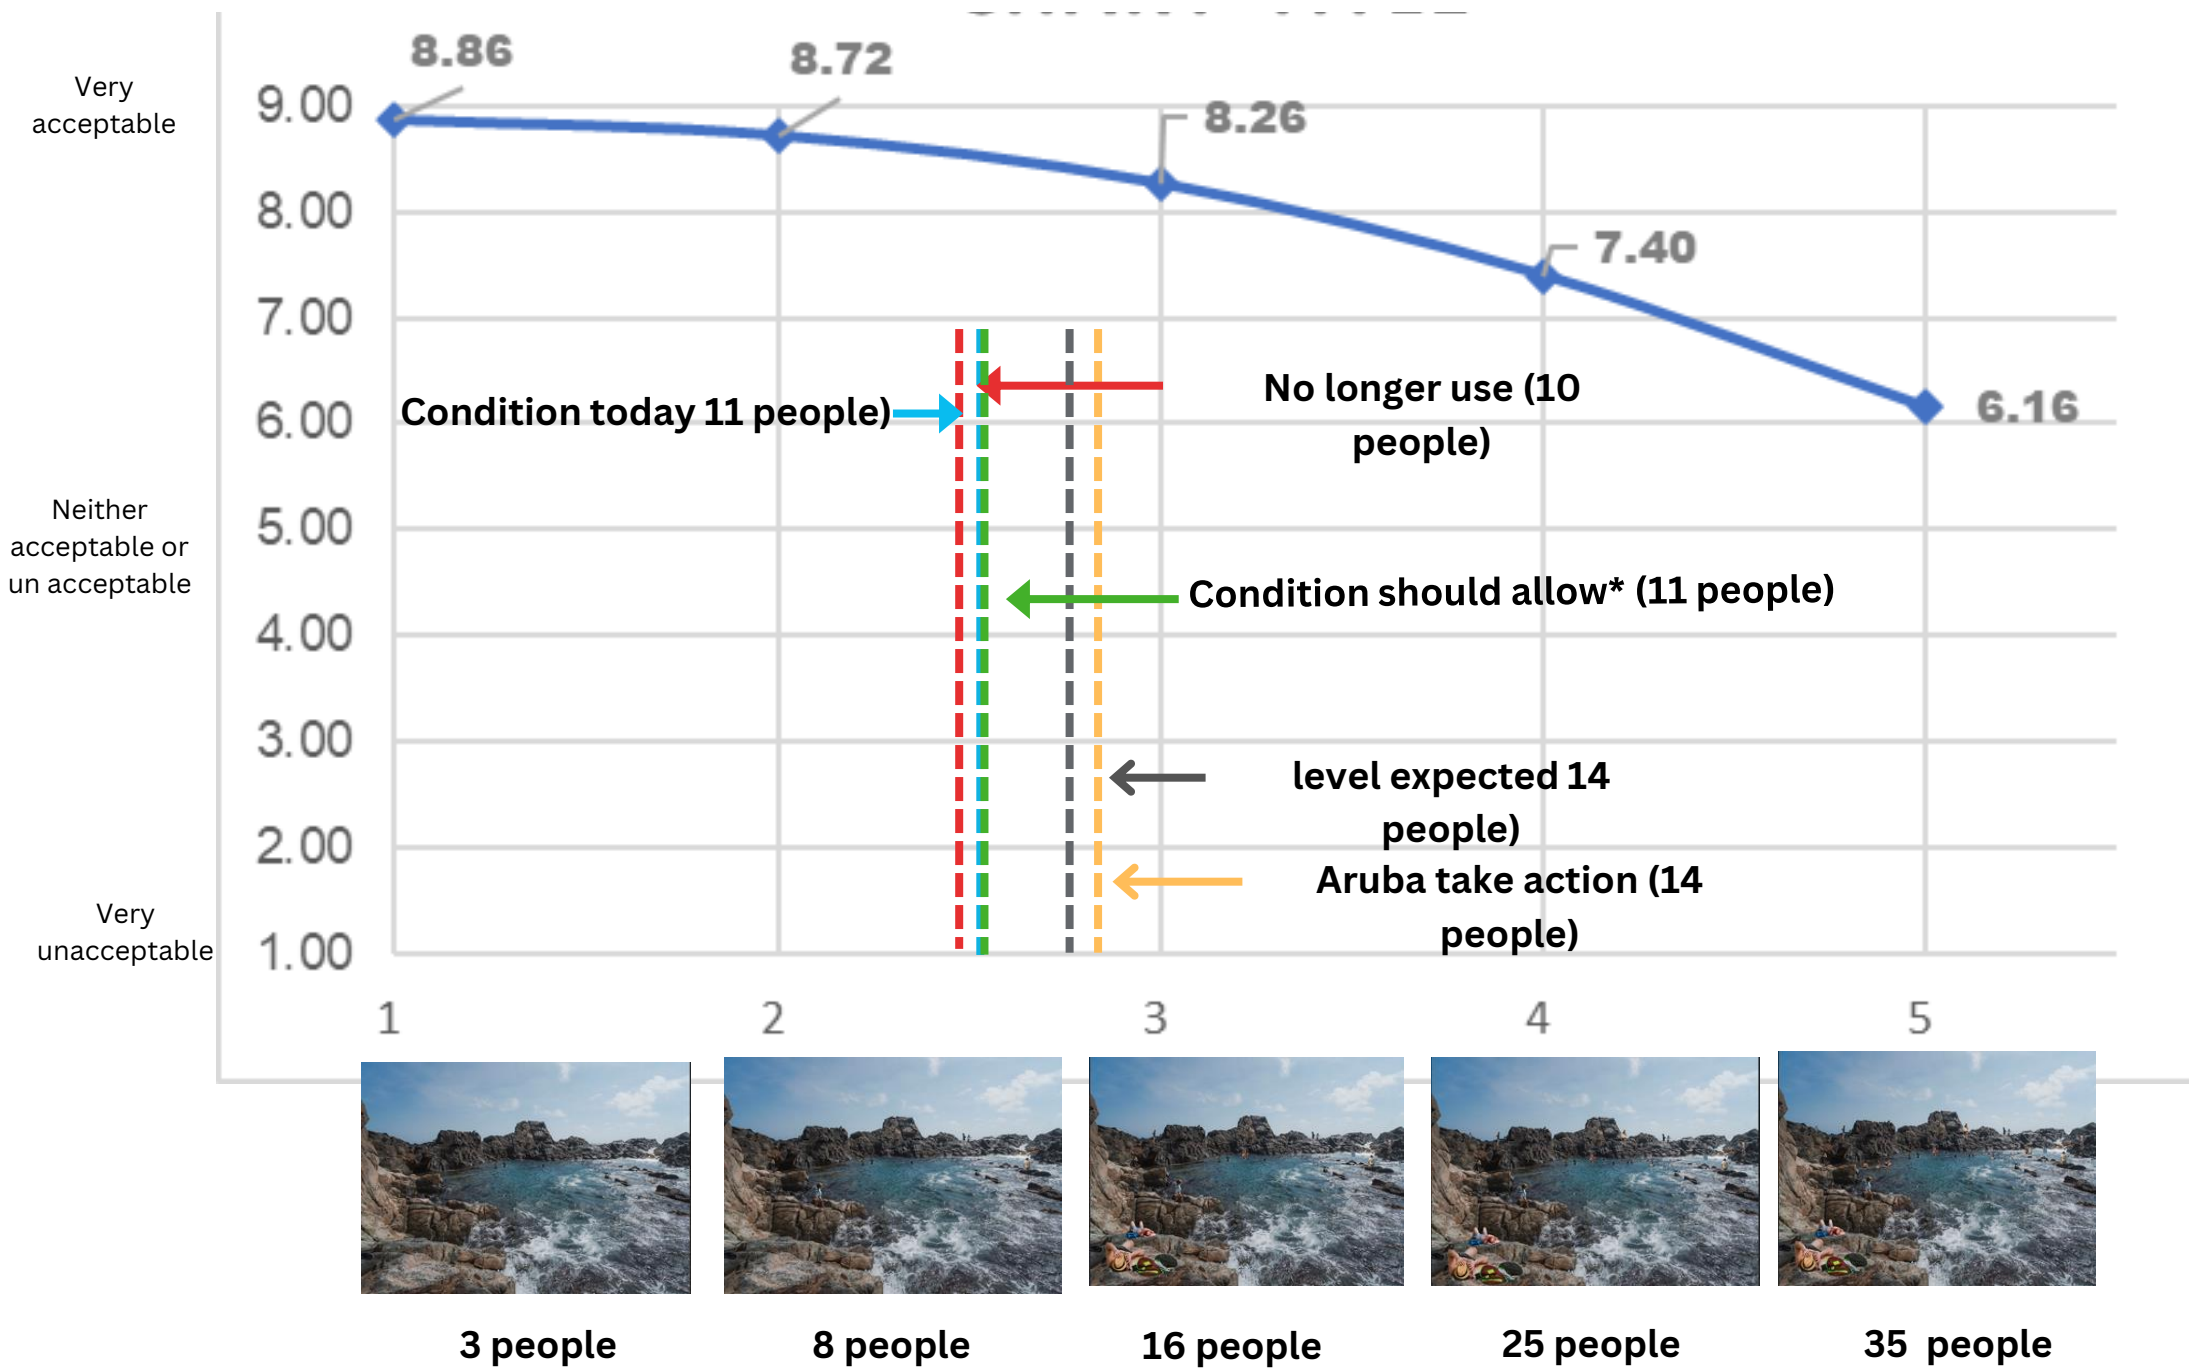 8.86
8.72
8.26
7.40
6.16
Very
acceptable
Neither
acceptable or
un acceptable
Very
unacceptable
9.00
8.00
7.00
6.00
5.00
4.00
3.00
2.00
1.00
Condition today 11 people)
No longer use (10
people)
Condition should allow* (11 people)
level expected 14
people)
Aruba take action (14
people)
1 2 3 4 5
3 people
8 people
16 people
25 people
35 people